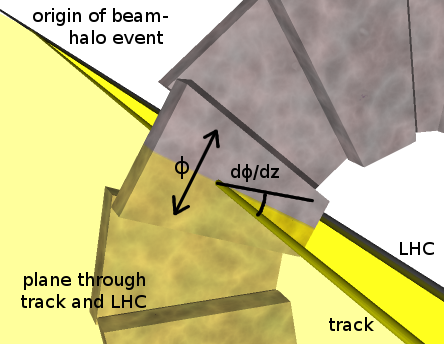 origin of beam-
halo event
ϕ
dϕ/dz
LHC
plane through
track and LHC
track